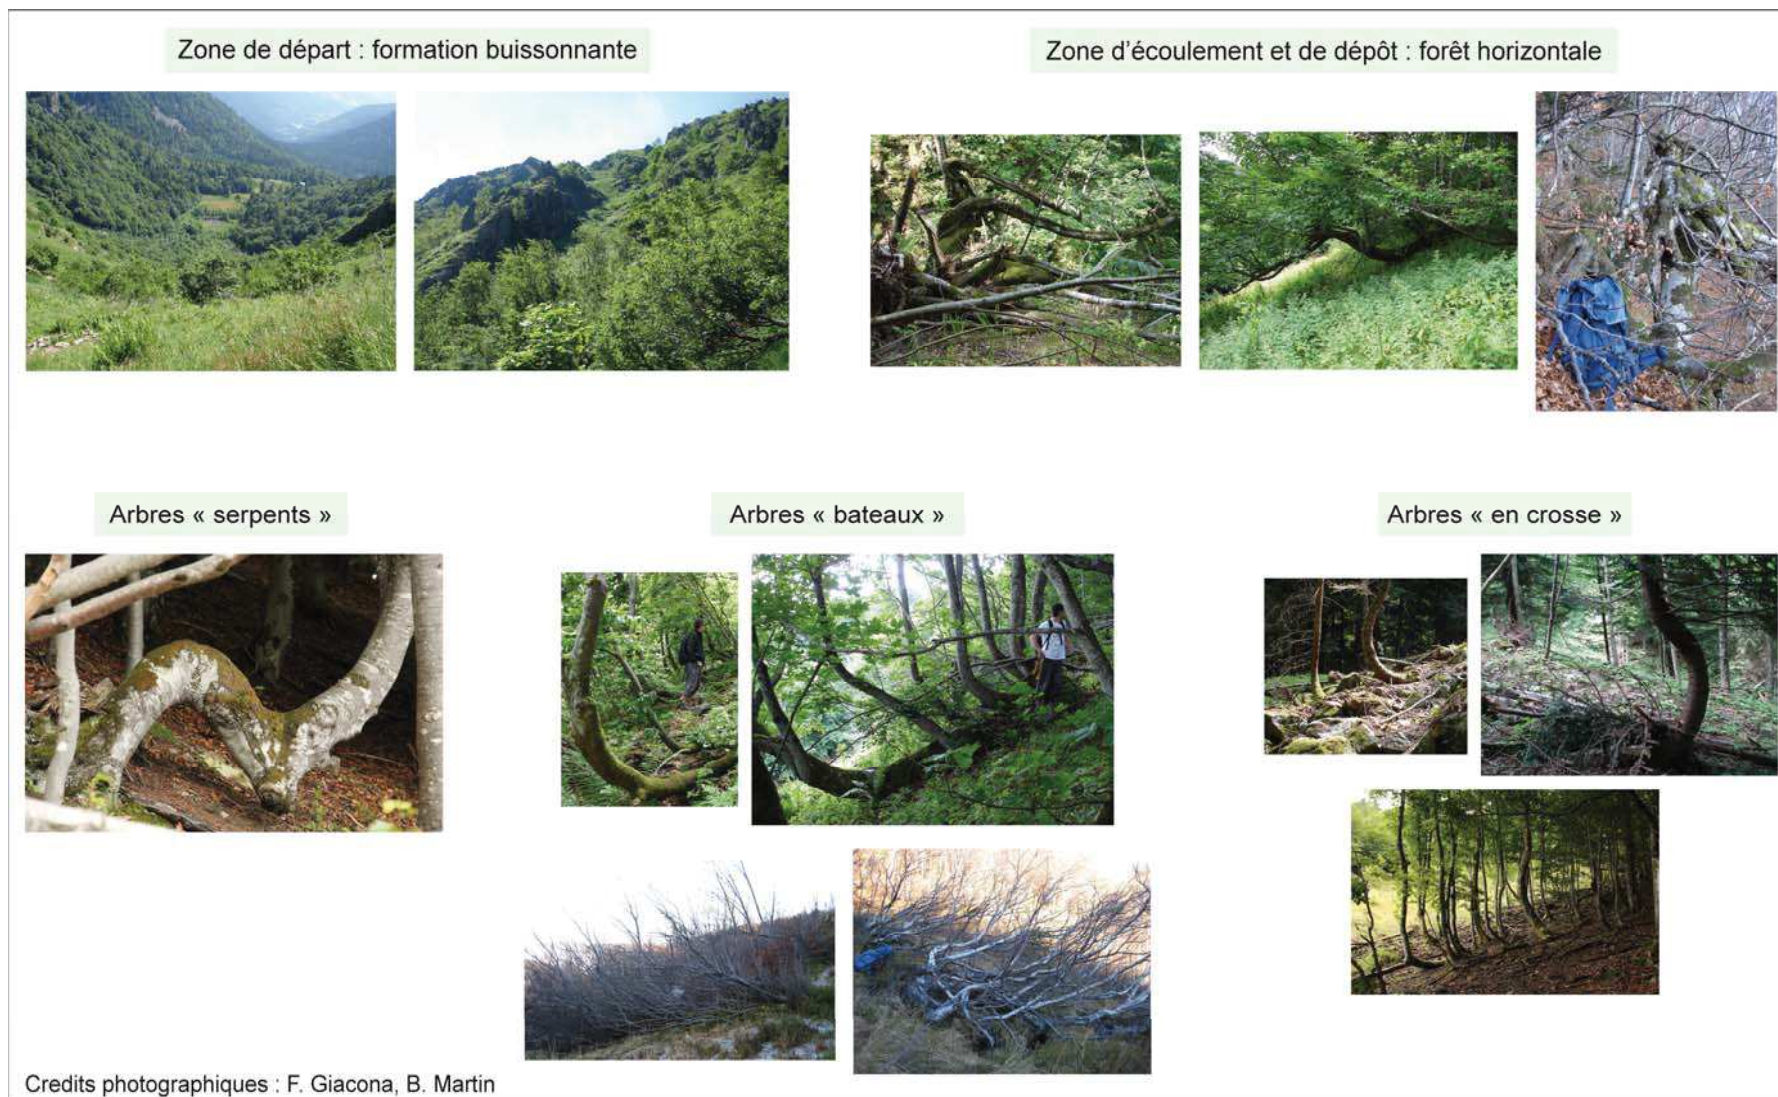 Zone de départ : formation buissonnante
Zone d'écoulement et de dépôt : forêt horizontale
Arbres « serpents »
Arbres « bateaux »
Arbres « en crosse »
Credits photographiques : F. Giacona, B. Martin